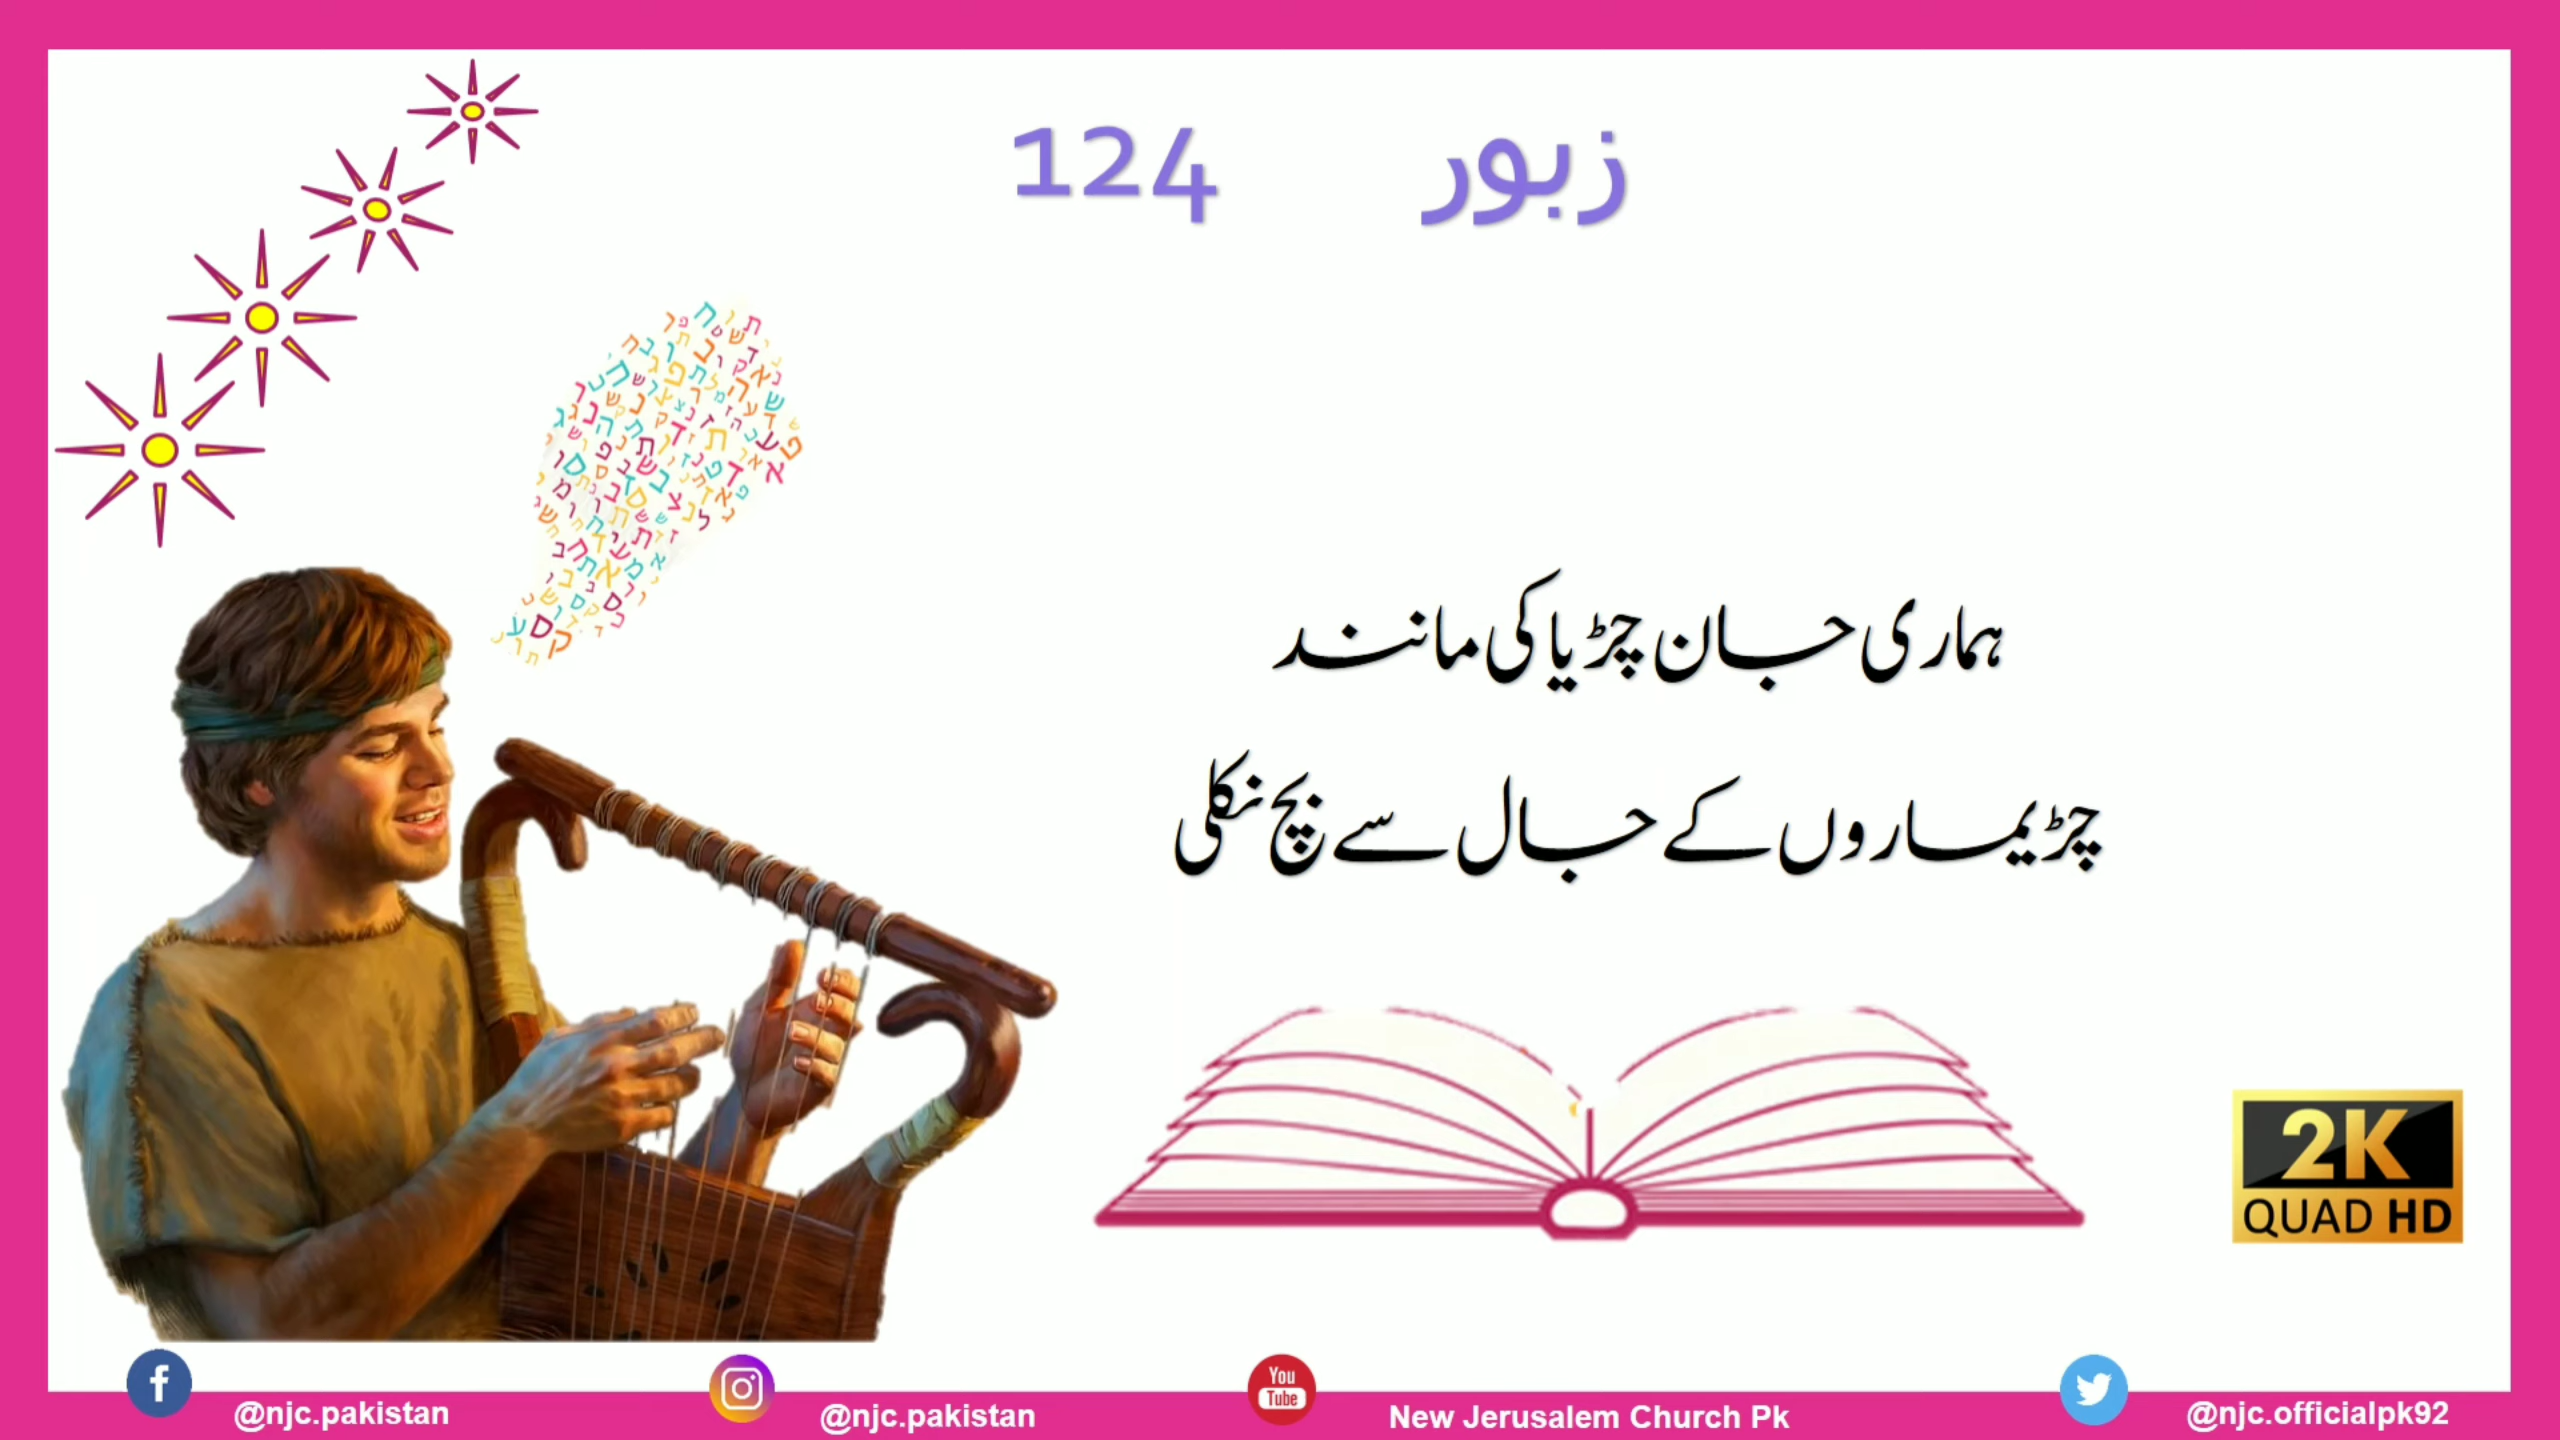 زبور 124
ہماری جان چڑیا کی مانند
چڑیماروں کے جال سے بچ نکلی
2K
QUAD HD
f
@njc.pakistan
@njc.pakistan
You
Tube
New Jerusalem Church Pk
@njc.officialpk92